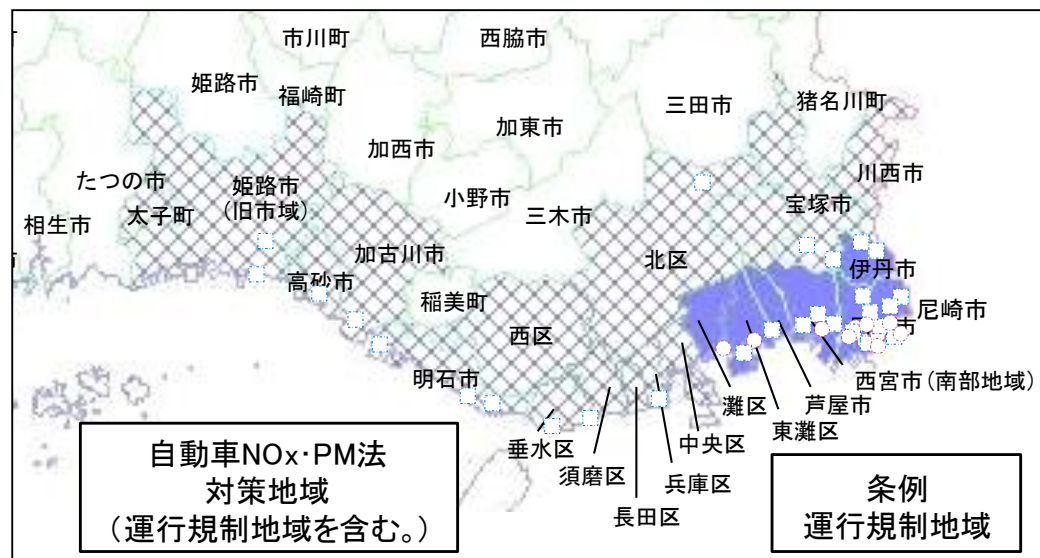 市川町
西脇市
姫路市
福崎町
三田市
猪名川町
加西市
加東市
川西市
たつの市
姫路市
(旧市域)
太子町
小野市
三木市
宝塚市
相生市
加古川市
北区
伊丹市
高砂市
稲美町
尼崎市
西区
明石市
西宮市(南部地域)
灘区
芦屋市
東灘区
中央区
垂水区
須磨区
兵庫区
長田区
自動車NOx・PM法
対策地域
(運行規制地域を含む。)
条例
運行規制地域